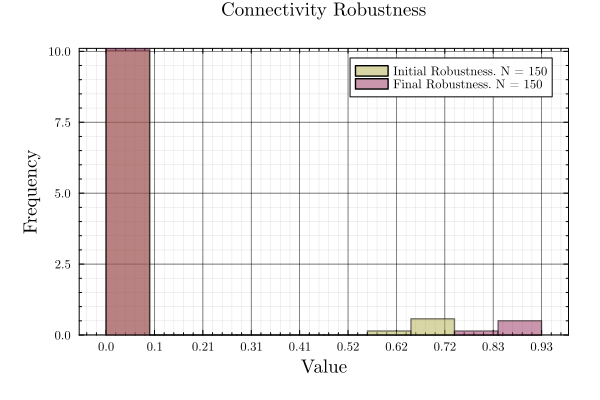 Connectivity Robustness
Initial Robustness. N = 150
Final Robustness. N = 150
Frequency
10.0
7.5
5.0
2.5
0.0
0.0 0.1 0.21 0.31 0.41 0.52 0.62 0.72 0.83 0.93
Value